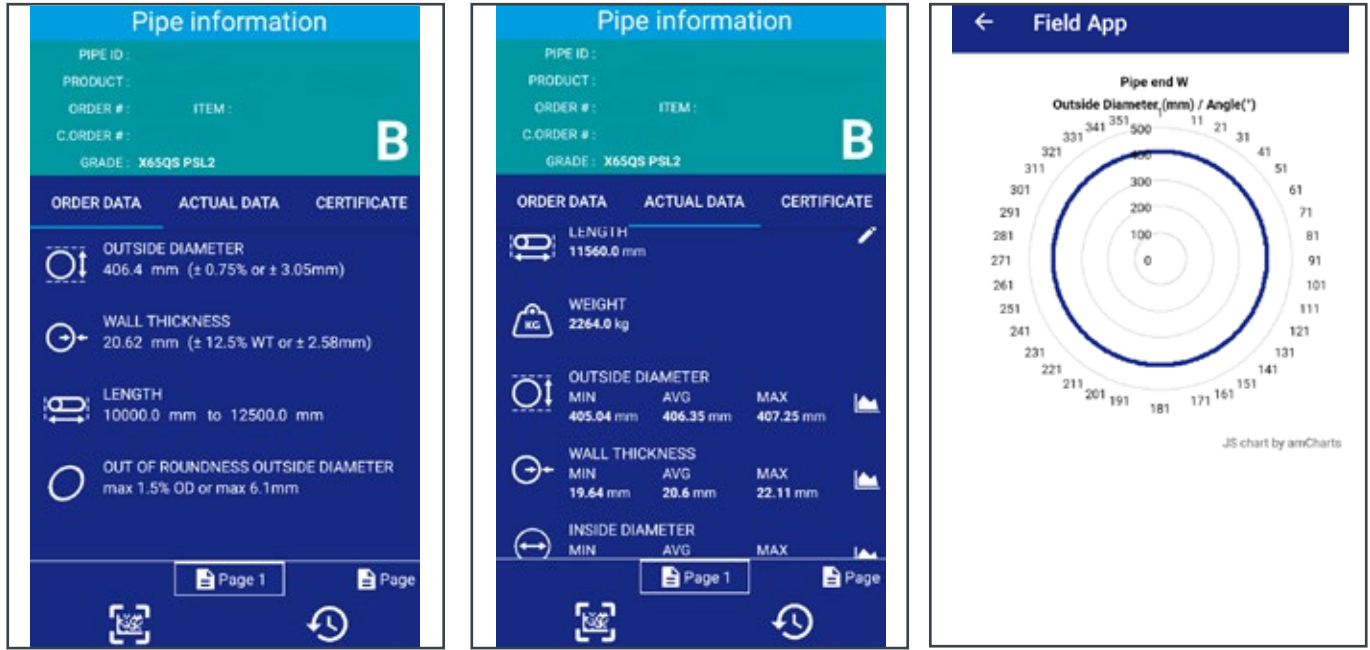 Pipe information
PIPE ID :
PRODUCT :
ORDER # : ITEM :
C.ORDER # :
GRADE : X65QS PSL2
B
ORDER DATA ACTUAL DATA CERTIFICATE
OUTSIDE DIAMETER
406.4 mm (± 0.75% or ± 3.05mm)
WALL THICKNESS
20.62 mm (± 12.5% WT or ± 2.58mm)
LENGTH
10000.0 mm to 12500.0 mm
OUT OF ROUNDNESS OUTSIDE DIAMETER
max 1.5% OD or max 6.1mm
Page 1 Page
Pipe information
PIPE ID :
PRODUCT :
ORDER # : ITEM :
C.ORDER # :
GRADE : X65QS PSL2
B
ORDER DATA ACTUAL DATA CERTIFICATE
LENGTH
11560.0 mm
WEIGHT
KG
2264.0 kg
OUTSIDE DIAMETER
MIN AVG MAX
405.04 mm 406.35 mm 407.25 mm
WALL THICKNESS
MIN AVG MAX
19.64 mm 20.6 mm 22.11 mm
INSIDE DIAMETER
MIN AVG MAX
Page 1 Page
Field App
Pipe end W
Outside Diameter (mm) / Angle(°)
1
11
21
31
41
51
61
71
81
91
101
111
121
131
141
151
161
171
181
191
201
211
221
231
241
251
261
271
281
291
301
311
321
331
341
351
500
400
300
200
100
0
JS chart by amCharts